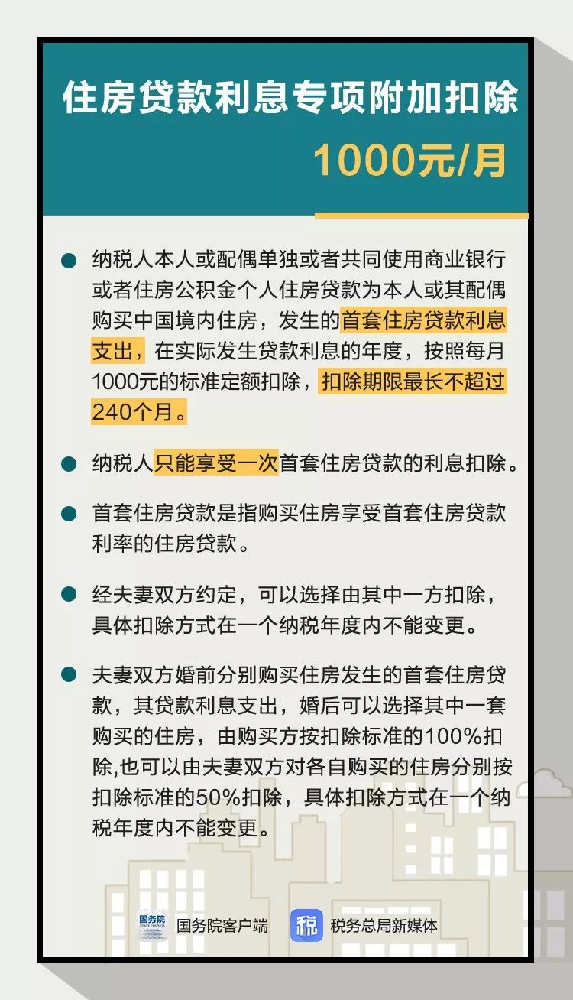 住房贷款利息专项附加扣除
1000元/月
纳税人本人或配偶单独或者共同使用商业银行
或者住房公积金个人住房贷款为本人或其配偶
购买中国境内住房，发生的首套住房贷款利息
支出，在实际发生贷款利息的年度，按照每月
1000元的标准定额扣除，扣除期限最长不超过
240个月。
纳税人只能享受一次首套住房贷款的利息扣除。
首套住房贷款是指购买住房享受首套住房贷款
利率的住房贷款。
经夫妻双方约定，可以选择由其中一方扣除，
具体扣除方式在一个纳税年度内不能变更。
夫妻双方婚前分别购买住房发生的首套住房贷
款，其贷款利息支出，婚后可以选择其中一套
购买的住房，由购买方按扣除标准的100%扣
除,也可以由夫妻双方对各自购买的住房分别按
扣除标准的50%扣除，具体扣除方式在一个纳
税年度内不能变更。
国务院
STATE COUNCIL
国务院客户端
税
税务总局新媒体